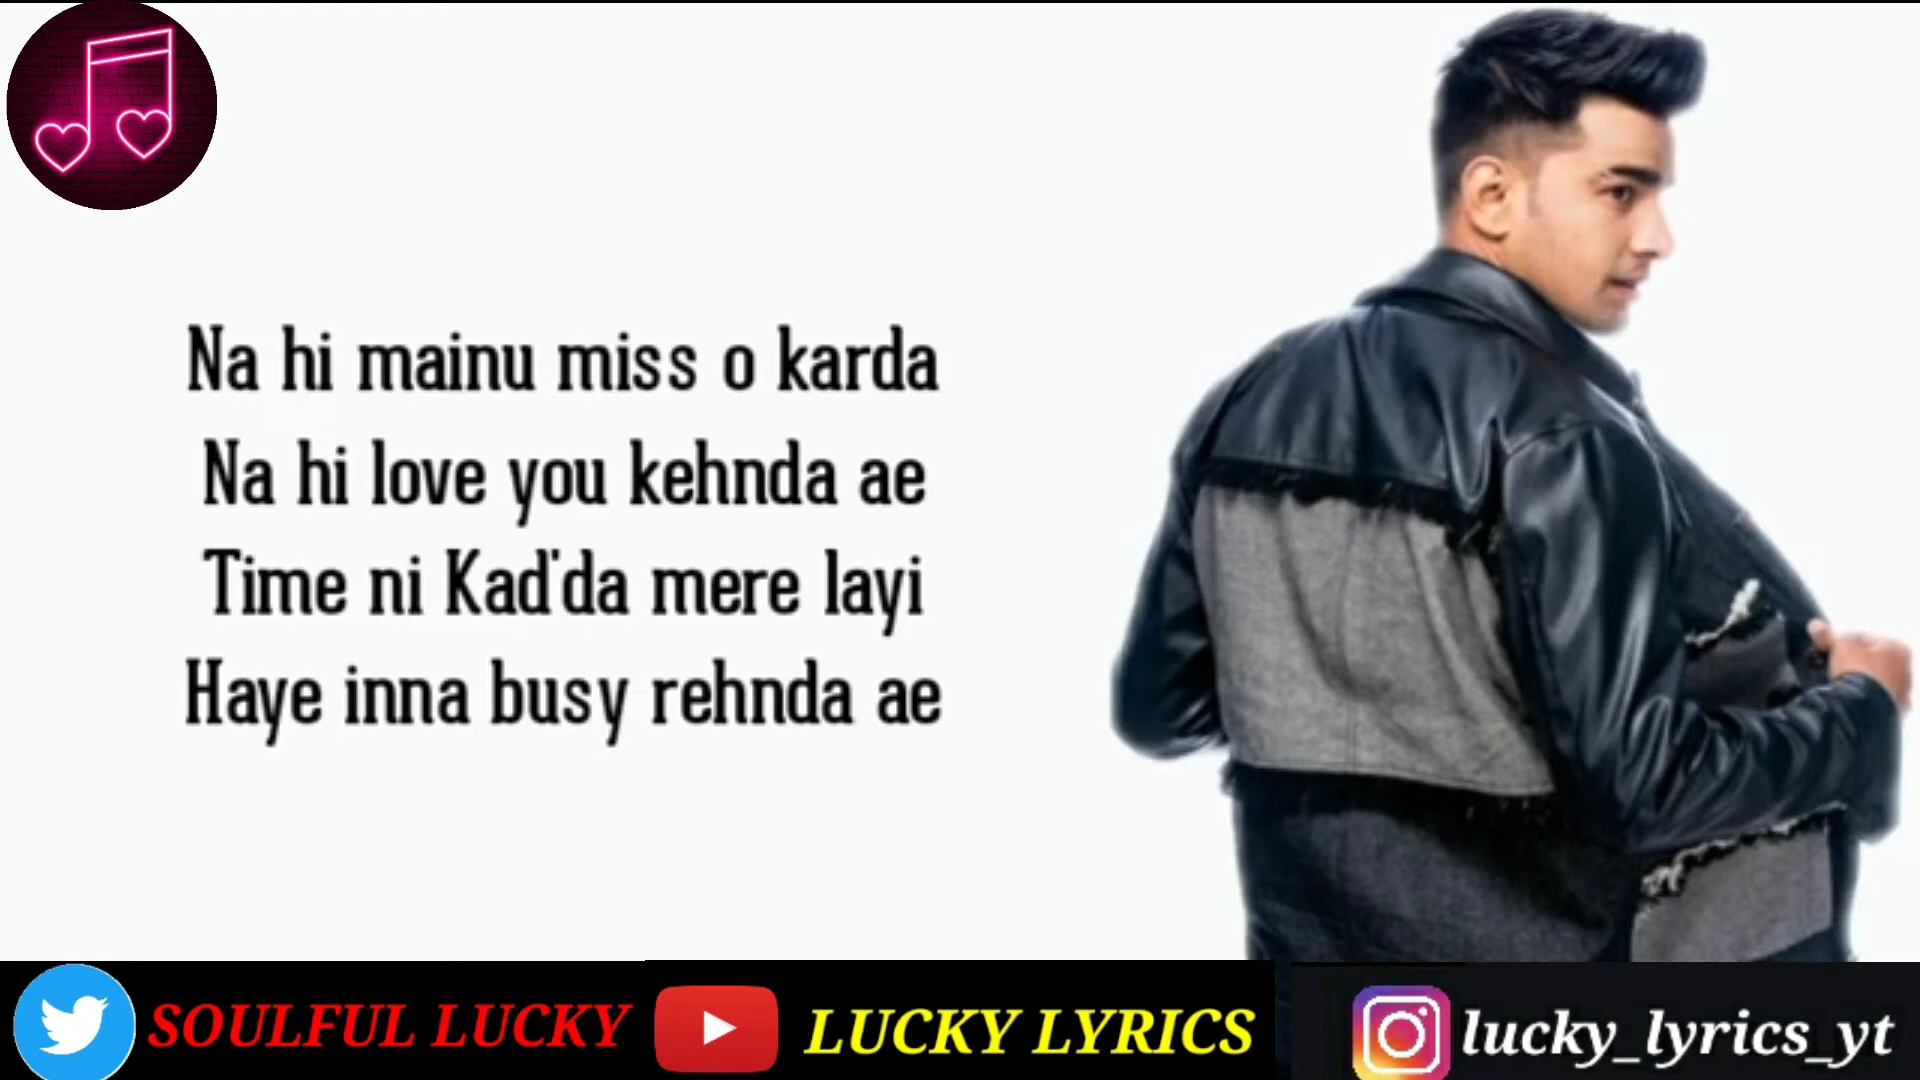 Na hi mainu miss o karda
Na hi love you kehnda ae
Time ni Kad'da mere layi
Haye inna busy rehnda ae
SOULFUL LUCKY
LUCKY LYRICS
lucky_lyrics_yt